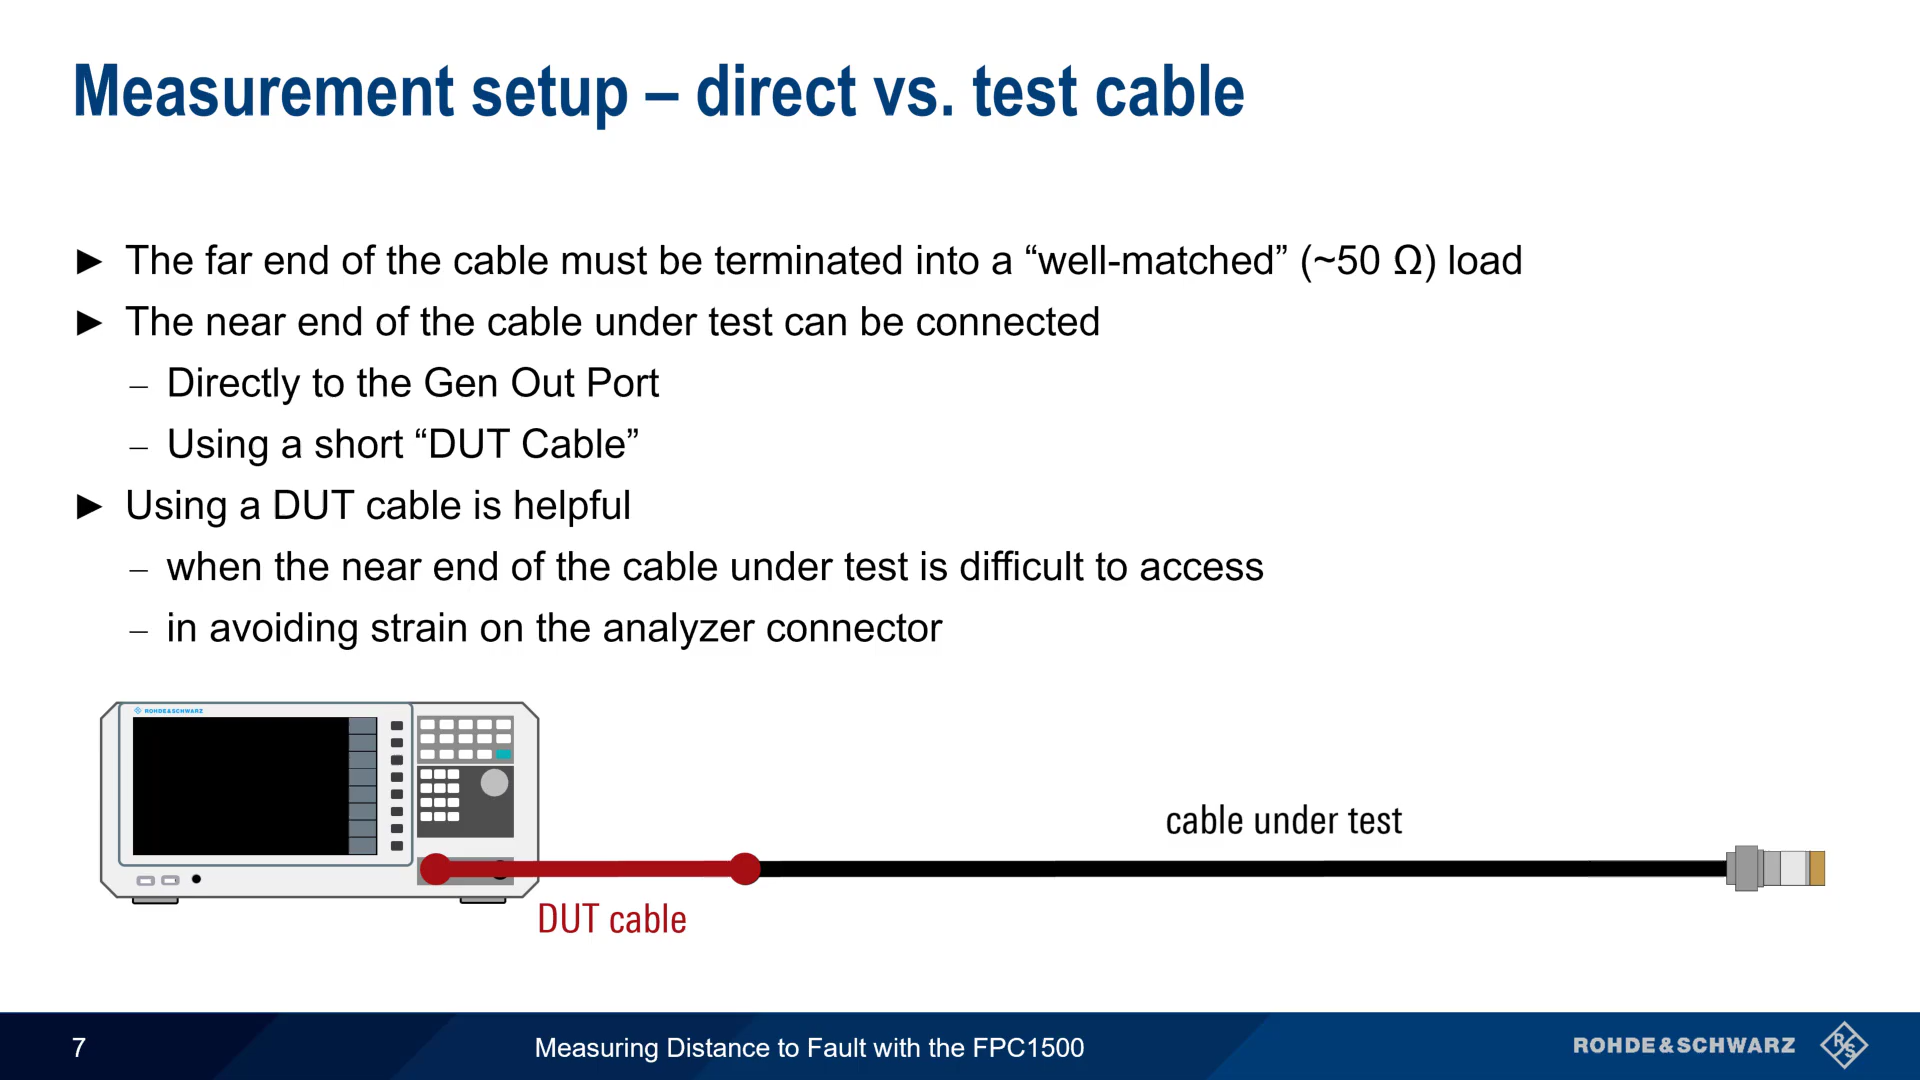 Measurement setup – direct vs. test cable
► The far end of the cable must be terminated into a “well-matched” (~50 Ω) load
► The near end of the cable under test can be connected
– Directly to the Gen Out Port
– Using a short “DUT Cable”
► Using a DUT cable is helpful
– when the near end of the cable under test is difficult to access
– in avoiding strain on the analyzer connector
ROHDE&SCHWARZ
cable under test
DUT cable
7
Measuring Distance to Fault with the FPC1500
ROHDE&SCHWARZ
R S